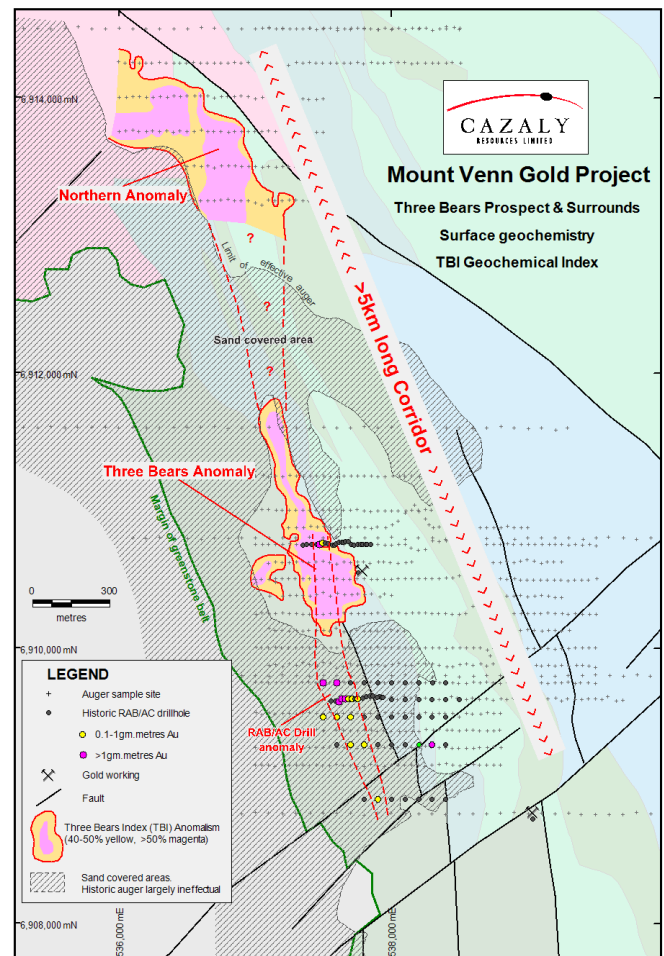 6,914,000 mN
CAZALY
RESOURCES LIMITED
Mount Venn Gold Project
Three Bears Prospect & Surrounds
Surface geochemistry
TBI Geochemical Index
Northern Anomaly
?
Limit of effective auger
?
Sand covered area
?
>5km long Corridor
6,912,000 mN
Three Bears Anomaly
Margin of greenstone belt
0 300
metres
6,910,000 mN
RAB/AC Drill
anomaly
LEGEND
Auger sample site
Historic RAB/AC drillhole
0.1-1gm.metres Au
>1gm.metres Au
Gold working
Fault
Three Bears Index (TBI) Anomalism
(40-50% yellow, >50% magenta)
Sand covered areas.
Historic auger largely ineffectual
6,908,000 mN
536,000 mE
538,000 mE